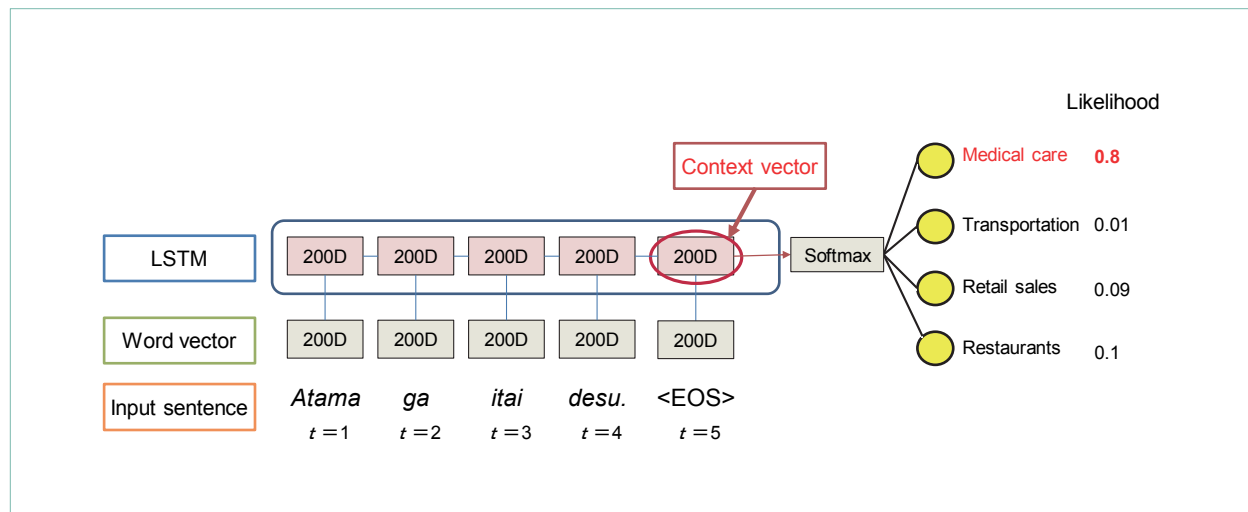 Likelihood
Medical care 0.8
Context vector
Transportation 0.01
LSTM 200D 200D 200D 200D 200D Softmax
Retail sales 0.09
Word vector 200D 200D 200D 200D 200D
Restaurants 0.1
Input sentence Atama ga itai desu. <EOS>
t=1 t=2 t=3 t=4 t=5